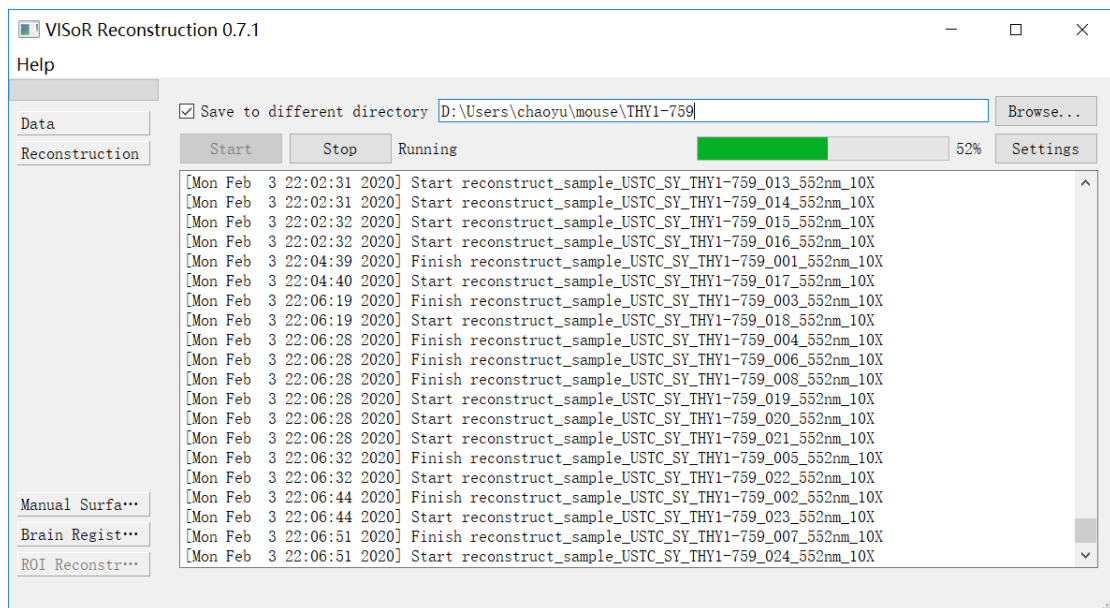 VISoR Reconstruction 0.7.1
Help
Save to different directory D:\Users\chaoyu\mouse\THY1-759 Browse...
Data
Start Stop Running 52% Settings
Reconstruction
[Mon Feb  3 22:02:31 2020] Start reconstruct_sample_USTC_SY_THY1-759_013_552nm_10X
[Mon Feb  3 22:02:31 2020] Start reconstruct_sample_USTC_SY_THY1-759_014_552nm_10X
[Mon Feb  3 22:02:32 2020] Start reconstruct_sample_USTC_SY_THY1-759_015_552nm_10X
[Mon Feb  3 22:02:32 2020] Start reconstruct_sample_USTC_SY_THY1-759_016_552nm_10X
[Mon Feb  3 22:04:39 2020] Finish reconstruct_sample_USTC_SY_THY1-759_001_552nm_10X
[Mon Feb  3 22:04:40 2020] Start reconstruct_sample_USTC_SY_THY1-759_017_552nm_10X
[Mon Feb  3 22:06:19 2020] Finish reconstruct_sample_USTC_SY_THY1-759_003_552nm_10X
[Mon Feb  3 22:06:19 2020] Start reconstruct_sample_USTC_SY_THY1-759_018_552nm_10X
[Mon Feb  3 22:06:28 2020] Finish reconstruct_sample_USTC_SY_THY1-759_004_552nm_10X
[Mon Feb  3 22:06:28 2020] Finish reconstruct_sample_USTC_SY_THY1-759_006_552nm_10X
[Mon Feb  3 22:06:28 2020] Finish reconstruct_sample_USTC_SY_THY1-759_008_552nm_10X
[Mon Feb  3 22:06:28 2020] Start reconstruct_sample_USTC_SY_THY1-759_019_552nm_10X
[Mon Feb  3 22:06:28 2020] Start reconstruct_sample_USTC_SY_THY1-759_020_552nm_10X
[Mon Feb  3 22:06:28 2020] Start reconstruct_sample_USTC_SY_THY1-759_021_552nm_10X
[Mon Feb  3 22:06:32 2020] Finish reconstruct_sample_USTC_SY_THY1-759_005_552nm_10X
[Mon Feb  3 22:06:32 2020] Start reconstruct_sample_USTC_SY_THY1-759_022_552nm_10X
[Mon Feb  3 22:06:44 2020] Finish reconstruct_sample_USTC_SY_THY1-759_002_552nm_10X
[Mon Feb  3 22:06:44 2020] Start reconstruct_sample_USTC_SY_THY1-759_023_552nm_10X
[Mon Feb  3 22:06:51 2020] Finish reconstruct_sample_USTC_SY_THY1-759_007_552nm_10X
[Mon Feb  3 22:06:51 2020] Start reconstruct_sample_USTC_SY_THY1-759_024_552nm_10X
Manual Surfa…
Brain Regist…
ROI Reconstr…